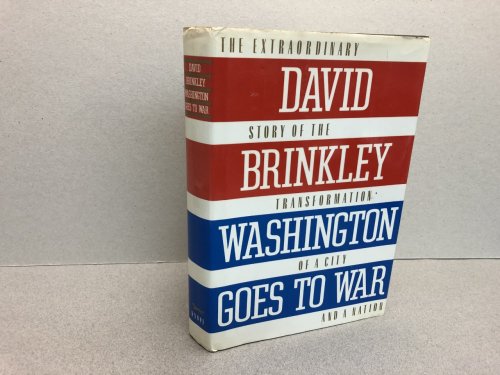 THE EXTRAORDINARY
DAVID
STORY OF THE
BRINKLEY
TRANSFORMATION
WASHINGTON
OF A CITY
GOES TO WAR
AND A NATION
DAVID
BRINKLEY
WASHINGTON
GOES TO WAR